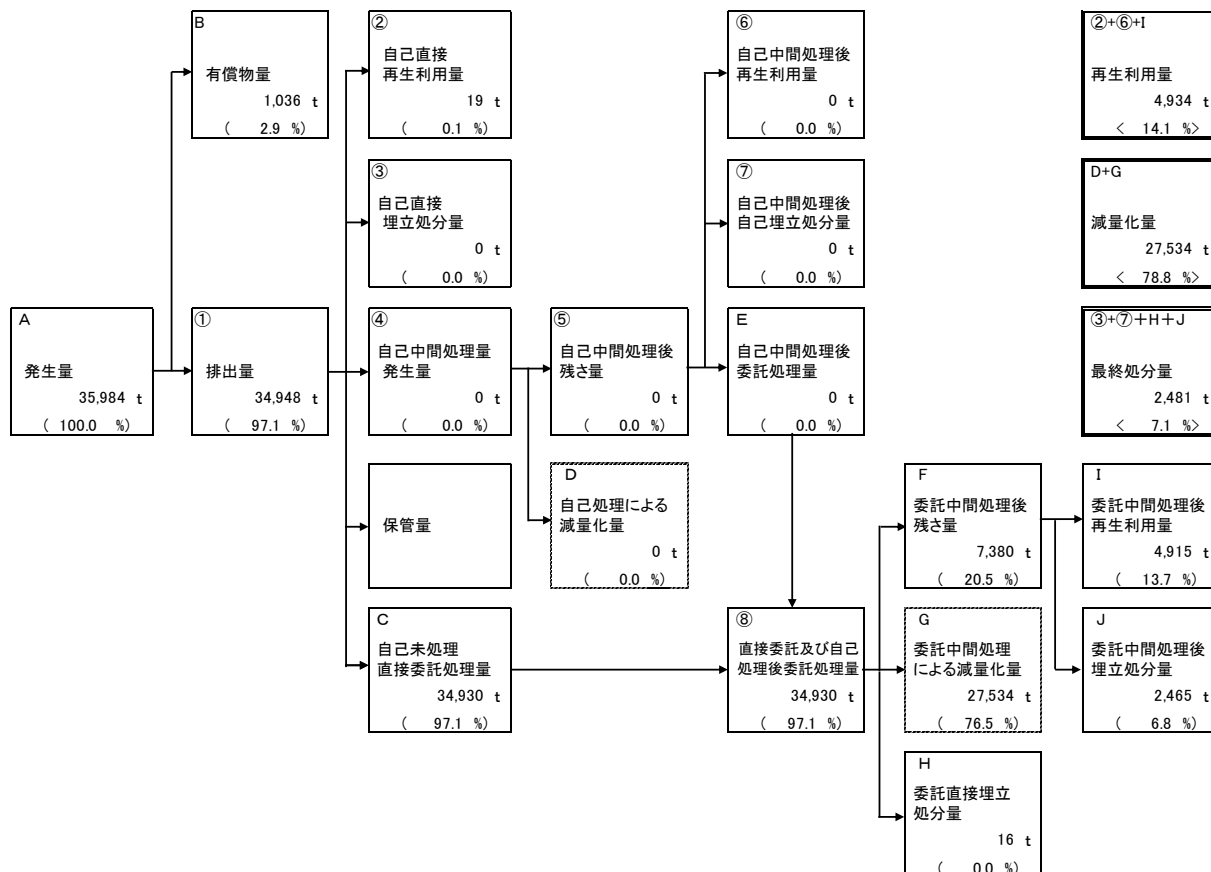 B
有償物量
1,036 t
( 2.9 %)
②
自己直接
再生利用量
19 t
( 0.1 %)
⑥
自己中間処理後
再生利用量
0 t
( 0.0 %)
②+⑥+I
再生利用量
4,934 t
< 14.1 %>
③
自己直接
埋立処分量
0 t
( 0.0 %)
⑦
自己中間処理後
自己埋立処分量
0 t
( 0.0 %)
D+G
減量化量
27,534 t
< 78.8 %>
A
発生量
35,984 t
( 100.0 %)
①
排出量
34,948 t
( 97.1 %)
④
自己中間処理量
発生量
0 t
( 0.0 %)
⑤
自己中間処理後
残さ量
0 t
( 0.0 %)
E
自己中間処理後
委託処理量
0 t
( 0.0 %)
③+⑦+H+J
最終処分量
2,481 t
< 7.1 %>
保管量
D
自己処理による
減量化量
0 t
( 0.0 %)
F
委託中間処理後
残さ量
7,380 t
( 20.5 %)
I
委託中間処理後
再生利用量
4,915 t
( 13.7 %)
C
自己未処理
直接委託処理量
34,930 t
( 97.1 %)
⑧
直接委託及び自己
処理後委託処理量
34,930 t
( 97.1 %)
G
委託中間処理
による減量化量
27,534 t
( 76.5 %)
J
委託中間処理後
埋立処分量
2,465 t
( 6.8 %)
H
委託直接埋立
処分量
16 t
( 0.0 %)